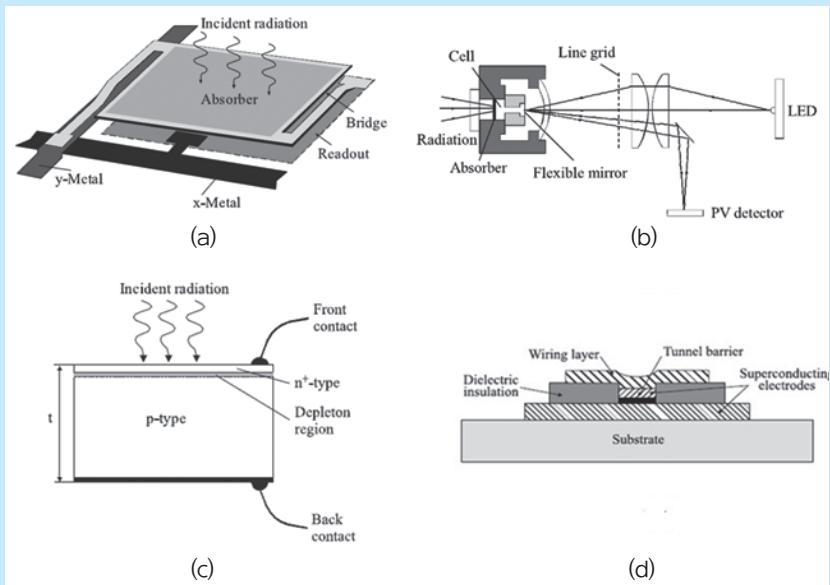 Incident radiation
Absorber
Bridge
Readout
y-Metal
x-Metal
(a)
Line grid
Cell
LED
Radiation
Absorber
Flexible mirror
PV detector
(b)
Incident radiation
Front
contact
n⁺-type
Depleton
region
p-type
t
Back
contact
(c)
Wiring layer
Tunnel barrier
Dielectric
insulation
Superconducting
electrodes
Substrate
(d)